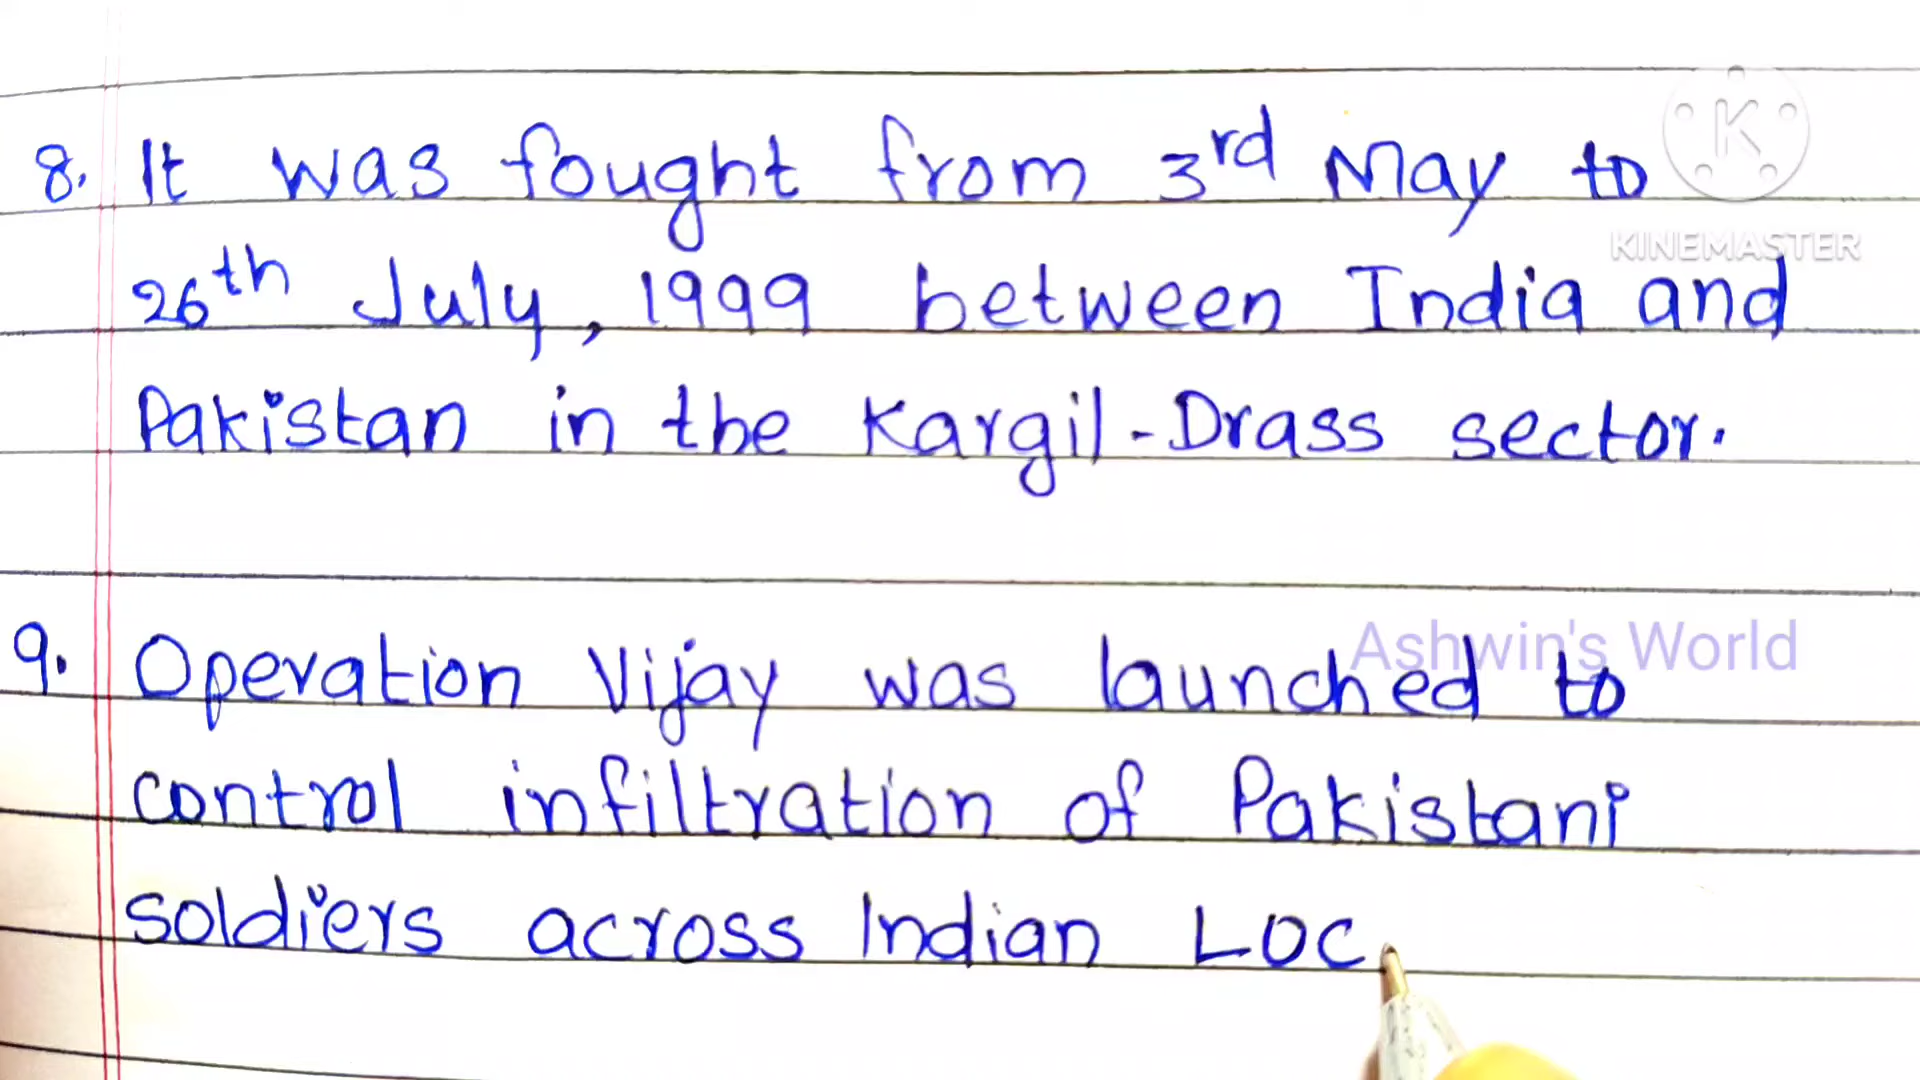 8. It was fought from 3rd May to
KINEMASTER
26th July, 1999 between India and
Pakistan in the Kargil-Drass sector.
Ashwin's World
9. Operation Vijay was launched to
control infiltration of Pakistani
soldiers across Indian LOC